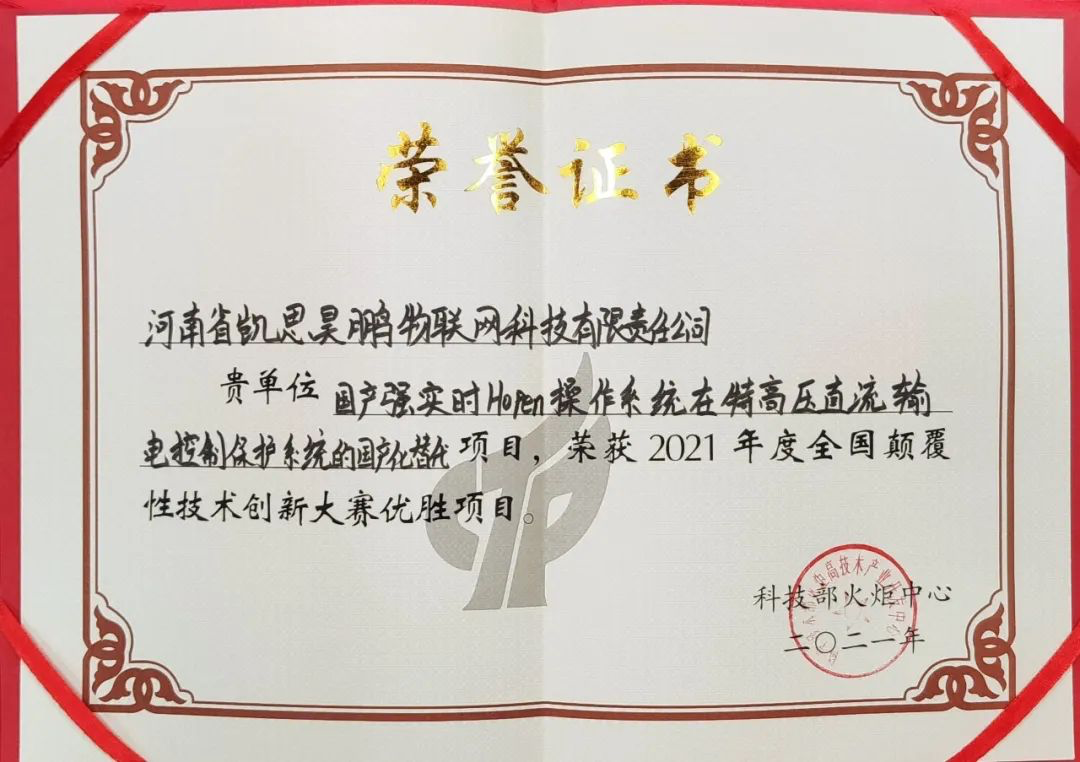 荣誉证书
河南省凯思昊鹏物联网科技有限责任公司
贵单位 国产强实时Hopen操作系统在特高压直流输
电控制保护系统的国产化替代项目，荣获 2021 年度全国颠覆
性技术创新大赛优胜项目。
科技部火炬中心
二〇二一年
高技术产业